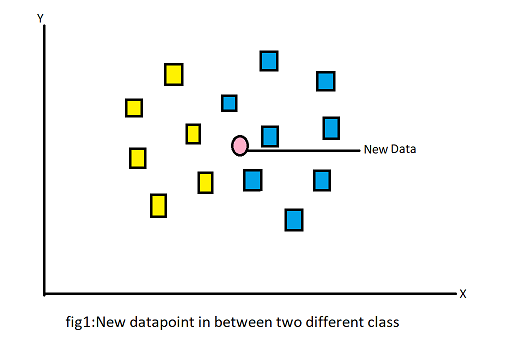 Y
New Data
X
fig1:New datapoint in between two different class